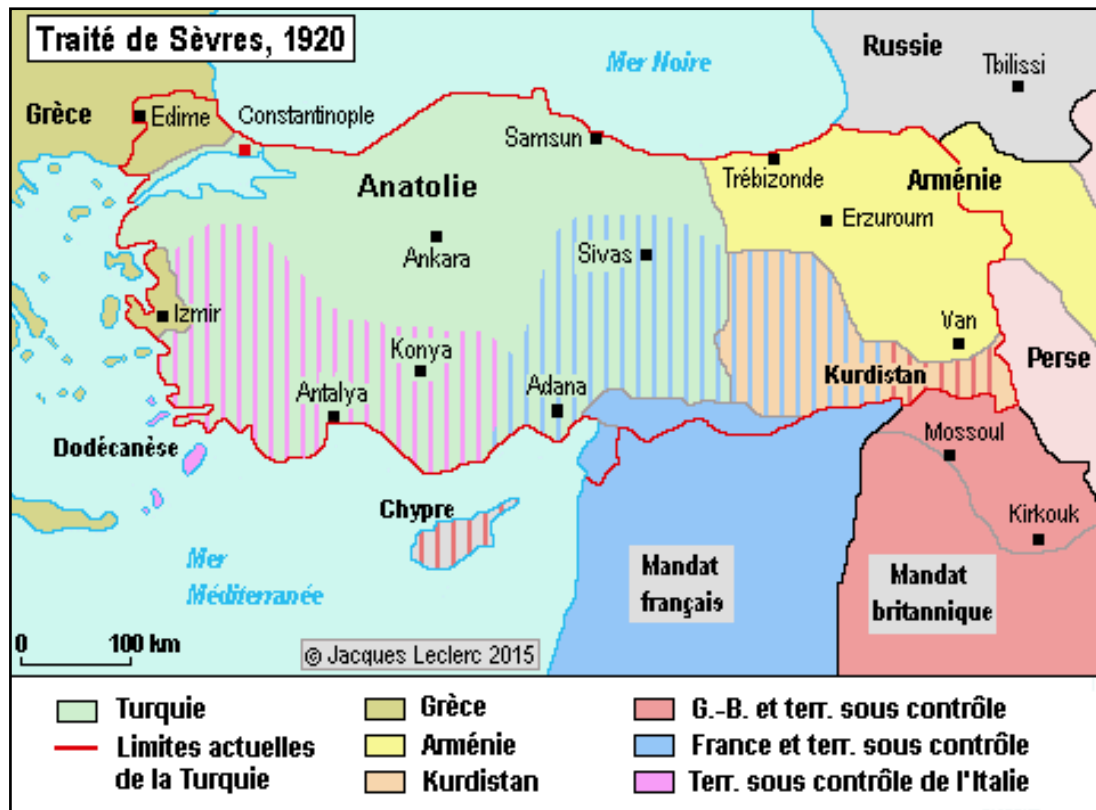 Traité de Sèvres, 1920
Russie
Tbilissi
Mer Noire
Grèce
Edime
Constantinople
Samsun
Trébizonde
Arménie
Anatolie
Erzuroum
Ankara
Sivas
Izmir
Van
Konya
Perse
Kurdistan
Antalya
Adana
Dodécanèse
Mossoul
Chypre
Kirkouk
Mer
Méditerranée
Mandat
français
Mandat
britannique
0 100 km
© Jacques Leclerc 2015
Turquie
Limites actuelles
de la Turquie
Grèce
Arménie
Kurdistan
G.-B. et terr. sous contrôle
France et terr. sous contrôle
Terr. sous contrôle de l'Italie